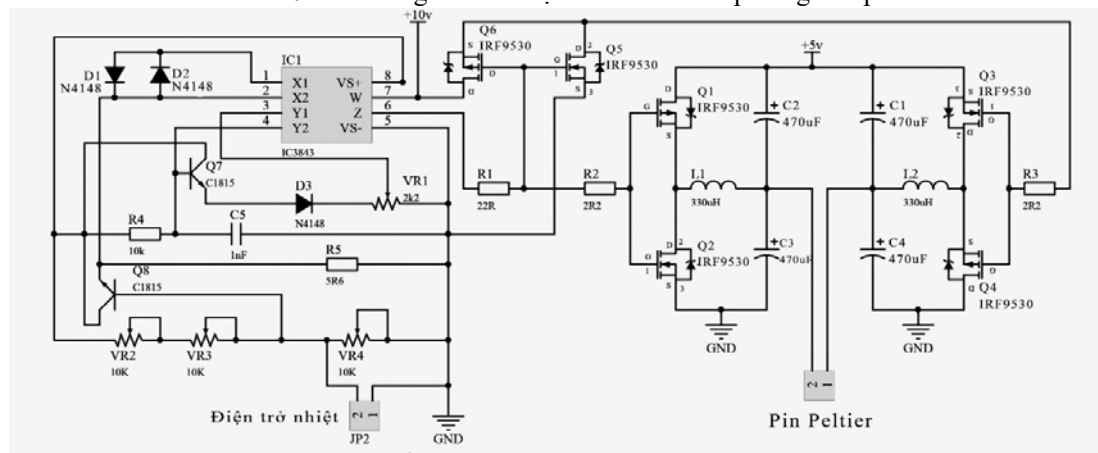 +10v
Q6
IRF9530
Q5
IRF9530
+5v
D1
N4148
D2
N4148
IC1
1 X1 VS+ 8
2 X2 W 7
3 Y1 Z 6
4 Y2 VS- 5
IC3843
Q1
IRF9530
C2
470uF
C1
470uF
Q3
IRF9530
Q7
C1815
D3
N4148
VR1
2k2
R1
22R
R2
2R2
L1
330uH
L2
330uH
R3
2R2
R4
10k
C5
1nF
R5
5R6
Q2
IRF9530
C3
470uF
C4
470uF
Q4
IRF9530
Q8
C1815
VR2
10K
VR3
10K
VR4
10K
GND
GND
Điện trở nhiệt
2 1
JP2
GND
2 1
Pin Peltier